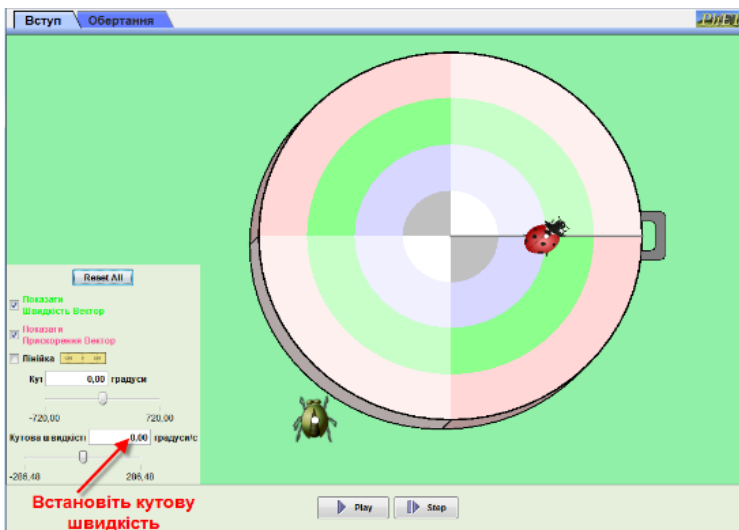 Вступ
Обертання
PhET
Reset All
Показати
Швидкість Вектор
Показати
Прискорення Вектор
Лінійка
Кут 0,00 градуси
-720,00 720,00
Кутова швидкість 0,00 градуси/с
-286,48 286,48
Встановіть кутову
швидкість
Play Step